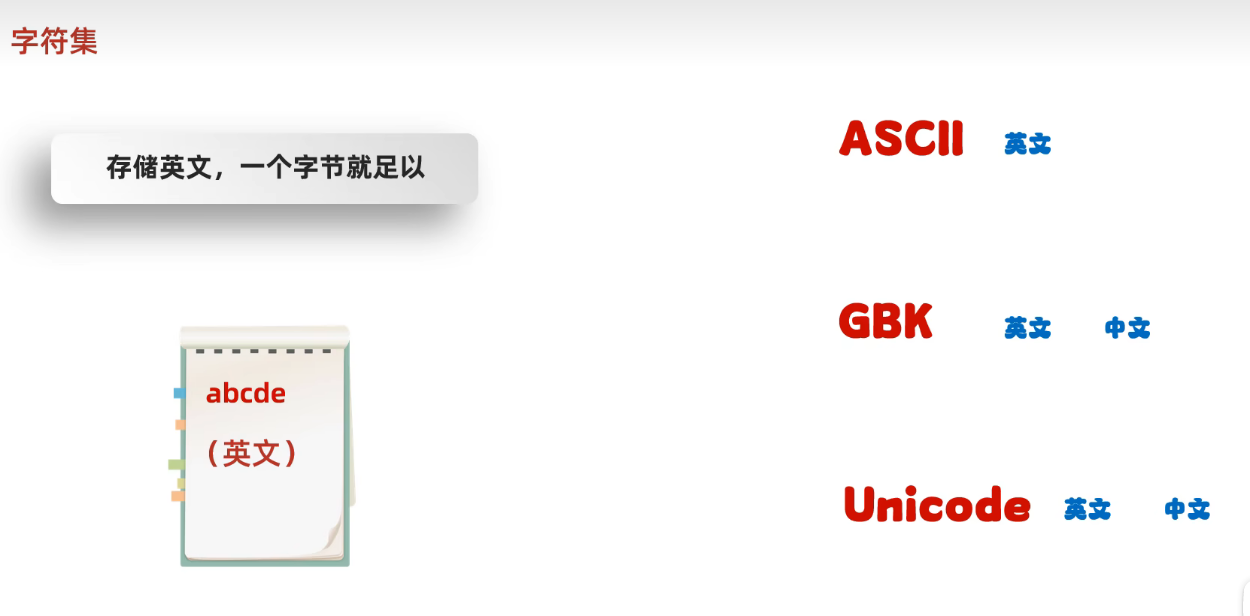 字符集
存储英文，一个字节就足以
abcde
（英文）
ASCII 英文
GBK 英文 中文
Unicode 英文 中文